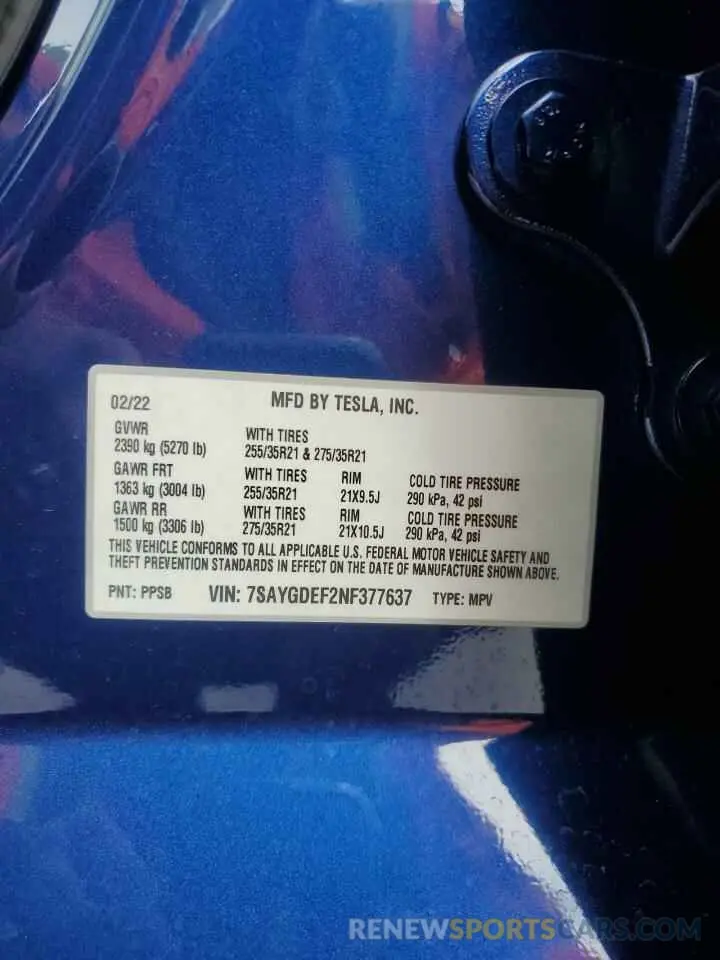 02/22 MFD BY TESLA, INC.
GVWR
2390 kg (5270 lb) WITH TIRES
255/35R21 & 275/35R21
GAWR FRT WITH TIRES RIM COLD TIRE PRESSURE
1363 kg (3004 lb) 255/35R21 21X9.5J 290 kPa, 42 psi
GAWR RR WITH TIRES RIM COLD TIRE PRESSURE
1500 kg (3306 lb) 275/35R21 21X10.5J 290 kPa, 42 psi
THIS VEHICLE CONFORMS TO ALL APPLICABLE U.S. FEDERAL MOTOR VEHICLE SAFETY AND
THEFT PREVENTION STANDARDS IN EFFECT ON THE DATE OF MANUFACTURE SHOWN ABOVE.
PNT: PPSB VIN: 7SAYGDEF2NF377637 TYPE: MPV
RENEWSPORTSCARS.COM